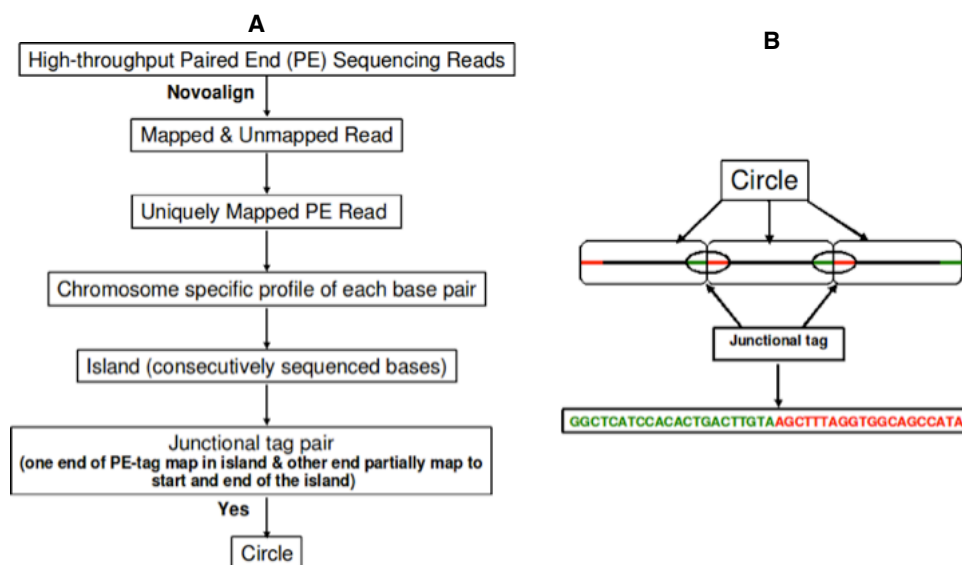 A
High-throughput Paired End (PE) Sequencing Reads
Novoalign
Mapped & Unmapped Read
Uniquely Mapped PE Read
Chromosome specific profile of each base pair
Island (consecutively sequenced bases)
Junctional tag pair
(one end of PE-tag map in island & other end partially map to
start and end of the island)
Yes
Circle
B
Circle
Junctional tag
GGCTCATCCACACTGACTTGTAAGCTTTAGGTGGCAGCCATA